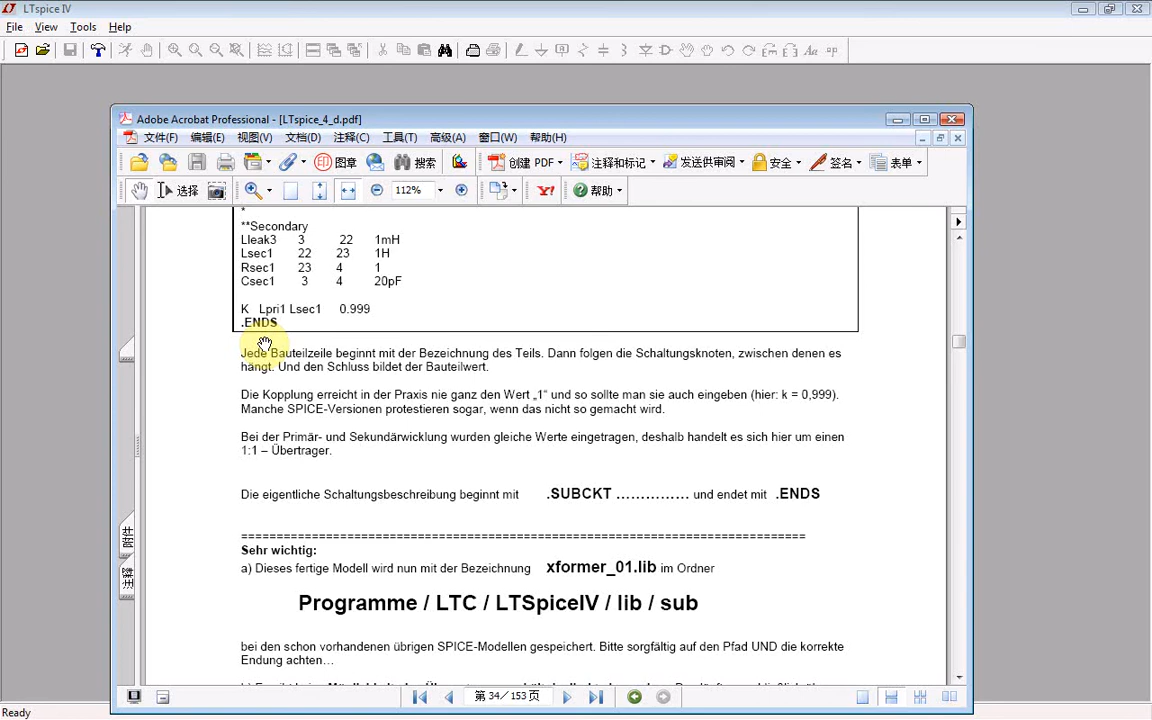 LTspice IV
File View Tools Help
Adobe Acrobat Professional - [LTspice_4_d.pdf]
文件(F) 编辑(E) 视图(V) 文档(D) 注释(C) 工具(T) 高级(A) 窗口(W) 帮助(H)
图章 搜索 创建 PDF 注释和标记 发送供审阅 安全 签名 表单
选择 112% Y! 帮助
*
**Secondary
Lleak3 3 22 1mH
Lsec1 22 23 1H
Rsec1 23 4 1
Csec1 3 4 20pF
K Lpri1 Lsec1 0.999
.ENDS
Jede Bauteilzeile beginnt mit der Bezeichnung des Teils. Dann folgen die Schaltungsknoten, zwischen denen es
hängt. Und den Schluss bildet der Bauteilwert.
Die Kopplung erreicht in der Praxis nie ganz den Wert „1“ und so sollte man sie auch eingeben (hier: k = 0,999).
Manche SPICE-Versionen protestieren sogar, wenn das nicht so gemacht wird.
Bei der Primär- und Sekundärwicklung wurden gleiche Werte eingetragen, deshalb handelt es sich hier um einen
1:1 – Übertrager.
Die eigentliche Schaltungsbeschreibung beginnt mit .SUBCKT …………… und endet mit .ENDS
================================================================================
Sehr wichtig:
a) Dieses fertige Modell wird nun mit der Bezeichnung xformer_01.lib im Ordner
Programme / LTC / LTSpiceIV / lib / sub
bei den schon vorhandenen übrigen SPICE-Modellen gespeichert. Bitte sorgfältig auf den Pfad UND die korrekte
Endung achten…
附件
注释
第 34/153页
Ready